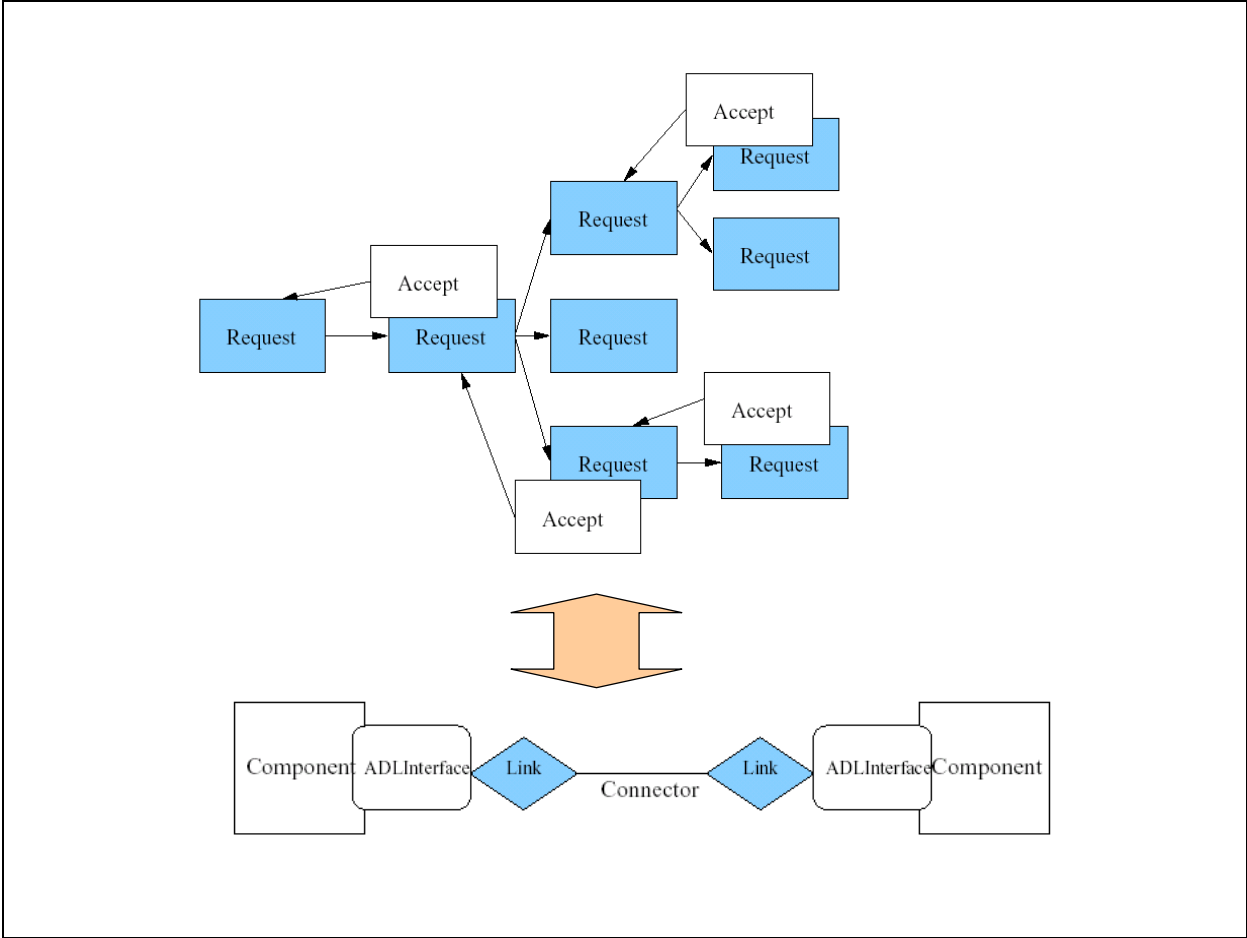 Accept
Request
Request
Request
Accept
Request
Request
Request
Accept
Request
Request
Accept
Component
ADLInterface
Link
Connector
Link
ADLInterface
Component